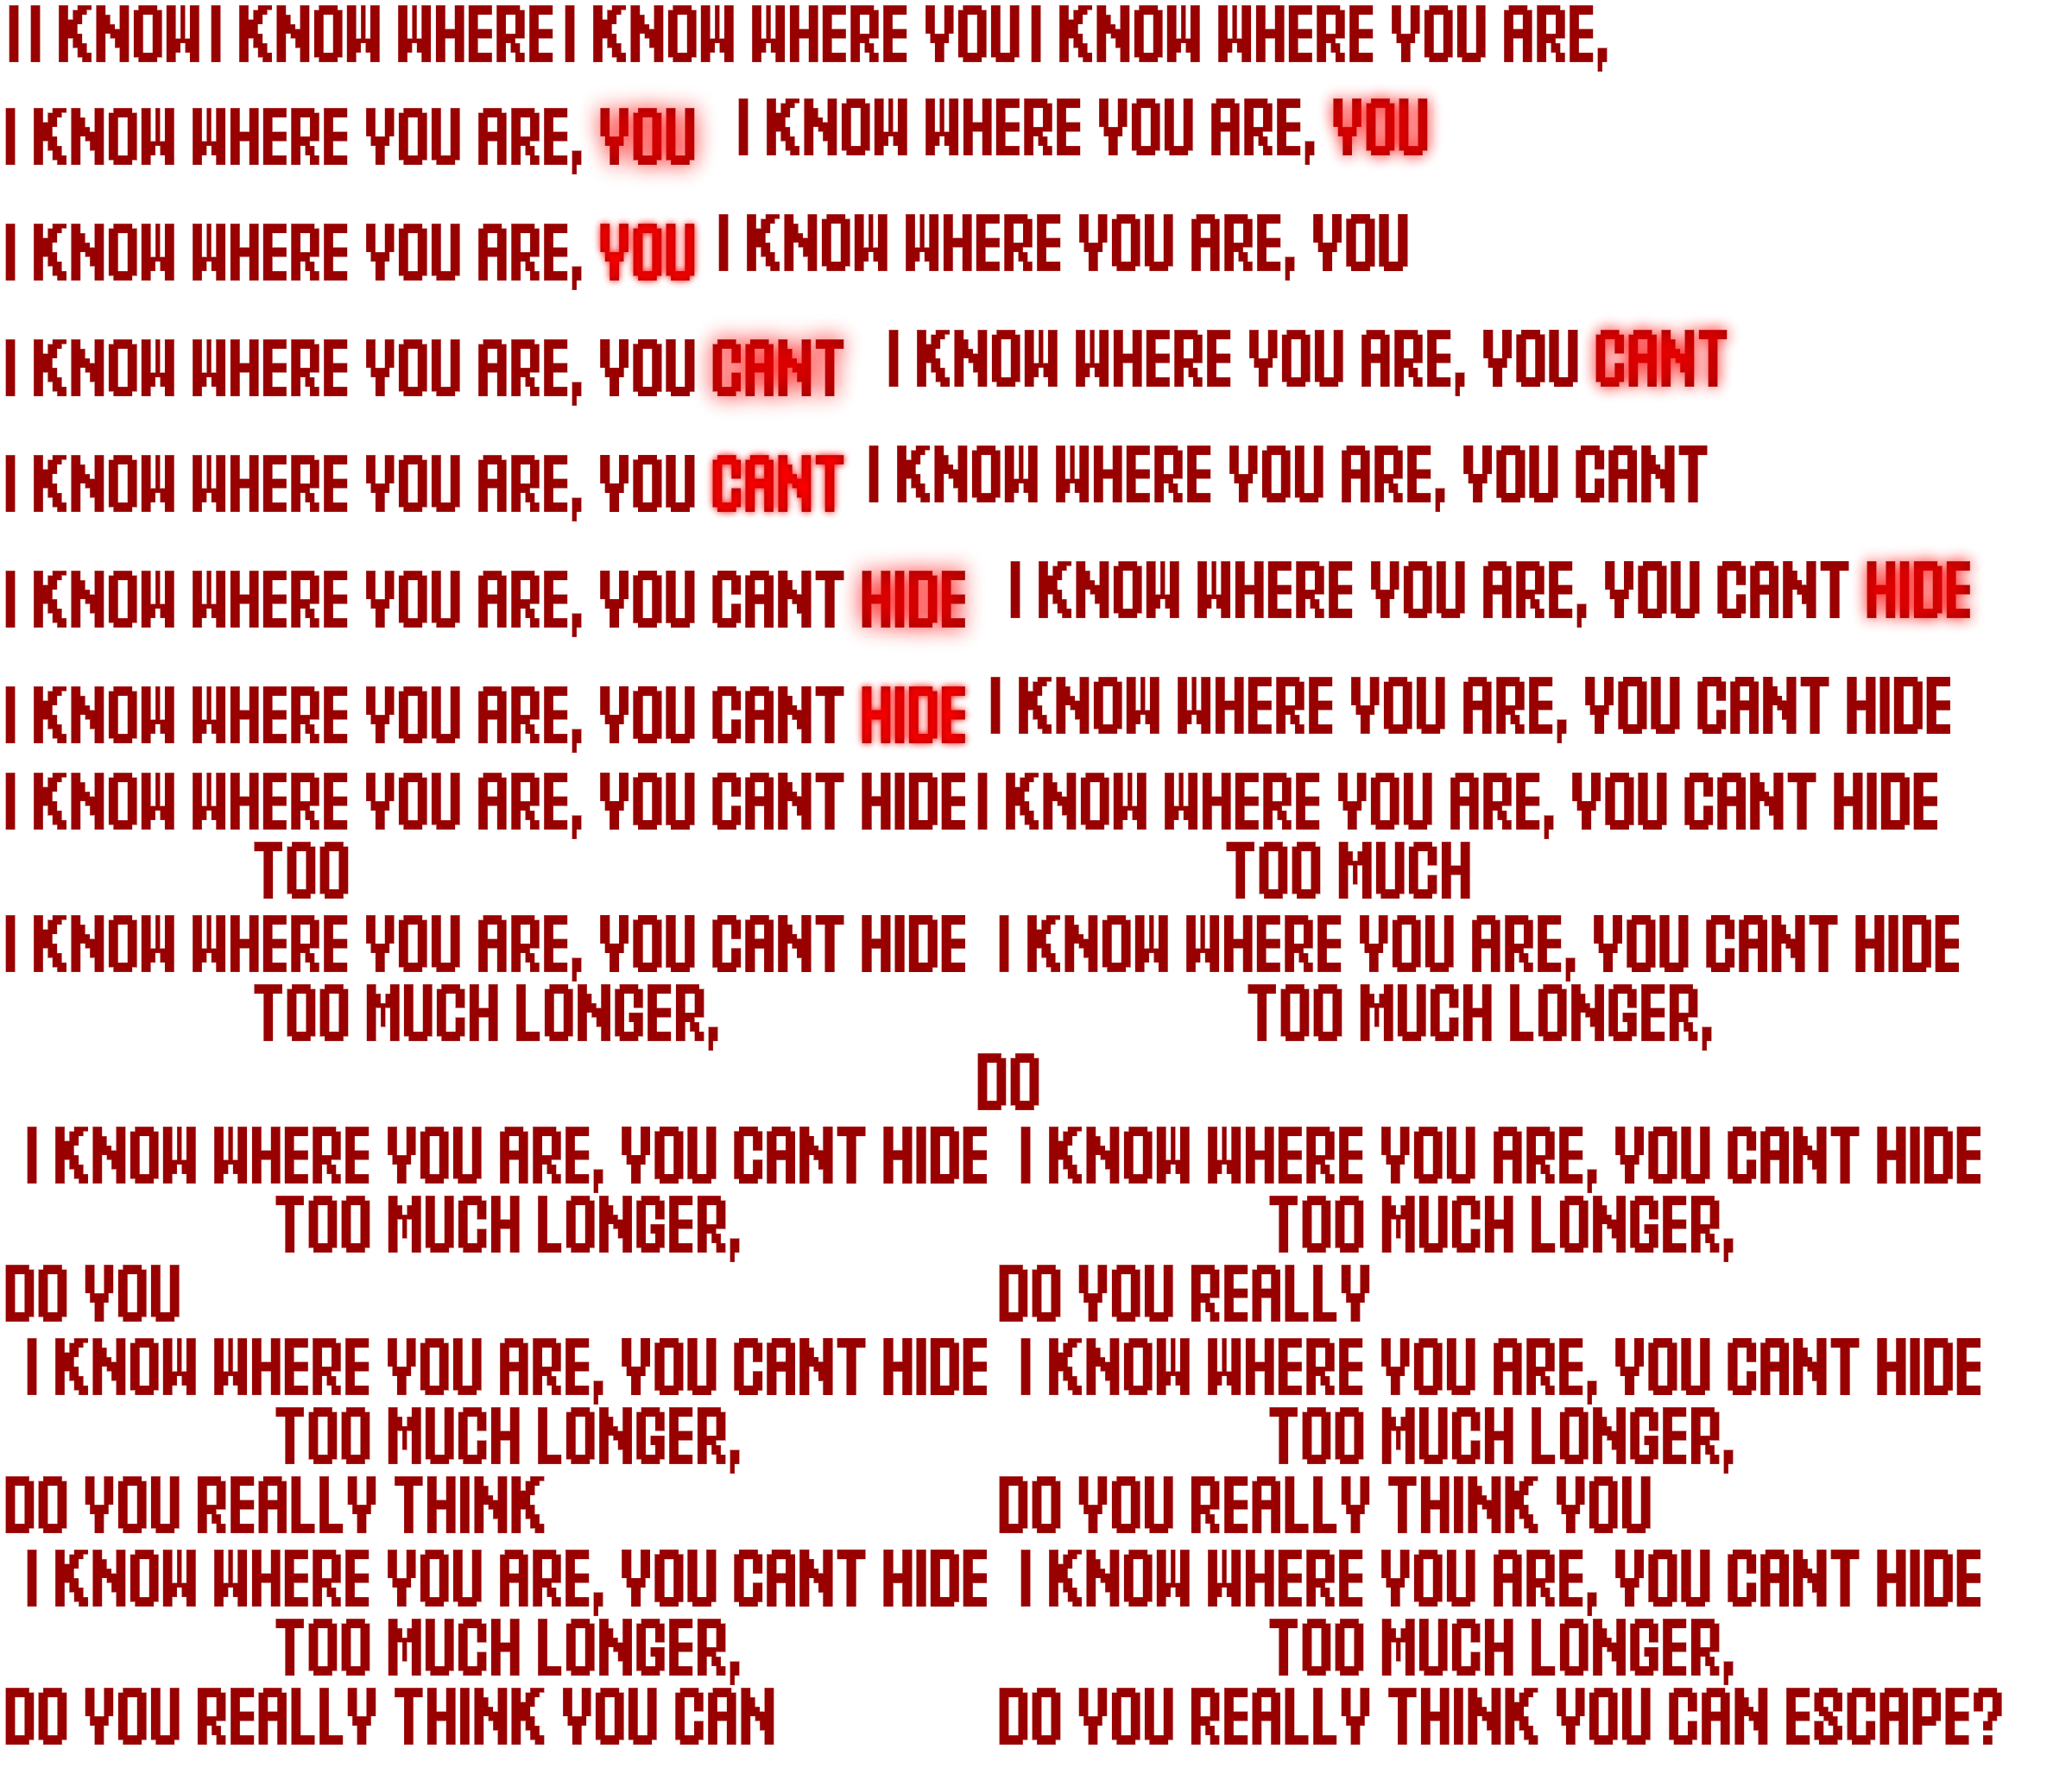 I I KNOW I KNOW WHERE I KNOW WHERE YOU I KNOW WHERE YOU ARE,
I KNOW WHERE YOU ARE, YOU I KNOW WHERE YOU ARE, YOU
I KNOW WHERE YOU ARE, YOU I KNOW WHERE YOU ARE, YOU
I KNOW WHERE YOU ARE, YOU CANT I KNOW WHERE YOU ARE, YOU CANT
I KNOW WHERE YOU ARE, YOU CANT I KNOW WHERE YOU ARE, YOU CANT
I KNOW WHERE YOU ARE, YOU CANT HIDE I KNOW WHERE YOU ARE, YOU CANT HIDE
I KNOW WHERE YOU ARE, YOU CANT HIDE I KNOW WHERE YOU ARE, YOU CANT HIDE
I KNOW WHERE YOU ARE, YOU CANT HIDE I KNOW WHERE YOU ARE, YOU CANT HIDE
TOO TOO MUCH
I KNOW WHERE YOU ARE, YOU CANT HIDE I KNOW WHERE YOU ARE, YOU CANT HIDE
TOO MUCH LONGER, TOO MUCH LONGER,
DO
I KNOW WHERE YOU ARE, YOU CANT HIDE I KNOW WHERE YOU ARE, YOU CANT HIDE
TOO MUCH LONGER, TOO MUCH LONGER,
DO YOU DO YOU REALLY
I KNOW WHERE YOU ARE, YOU CANT HIDE I KNOW WHERE YOU ARE, YOU CANT HIDE
TOO MUCH LONGER, TOO MUCH LONGER,
DO YOU REALLY THINK DO YOU REALLY THINK YOU
I KNOW WHERE YOU ARE, YOU CANT HIDE I KNOW WHERE YOU ARE, YOU CANT HIDE
TOO MUCH LONGER, TOO MUCH LONGER,
DO YOU REALLY THINK YOU CAN DO YOU REALLY THINK YOU CAN ESCAPE?